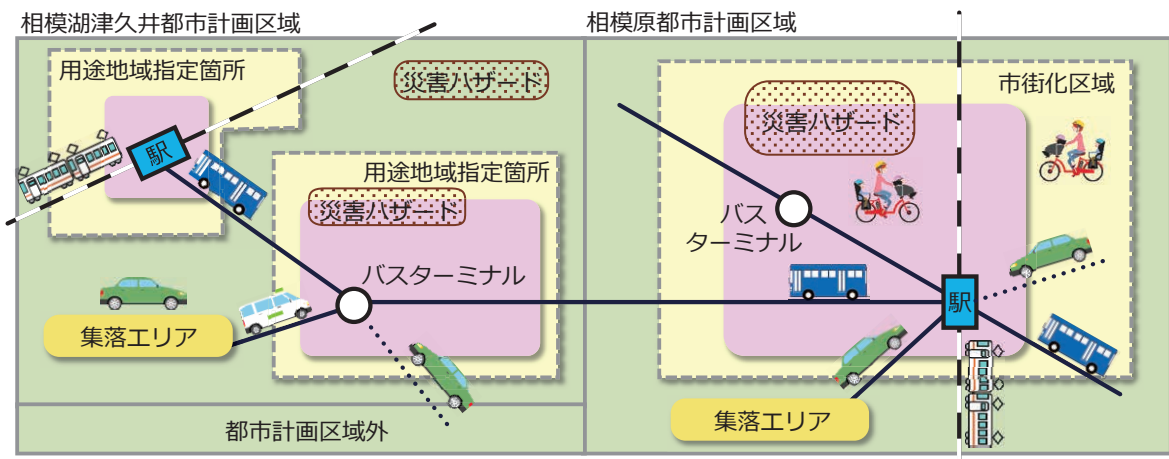 相模湖津久井都市計画区域
相模原都市計画区域
用途地域指定箇所
災害ハザード
市街化区域
災害ハザード
駅
用途地域指定箇所
災害ハザード
バス
ターミナル
バスターミナル
駅
集落エリア
集落エリア
都市計画区域外